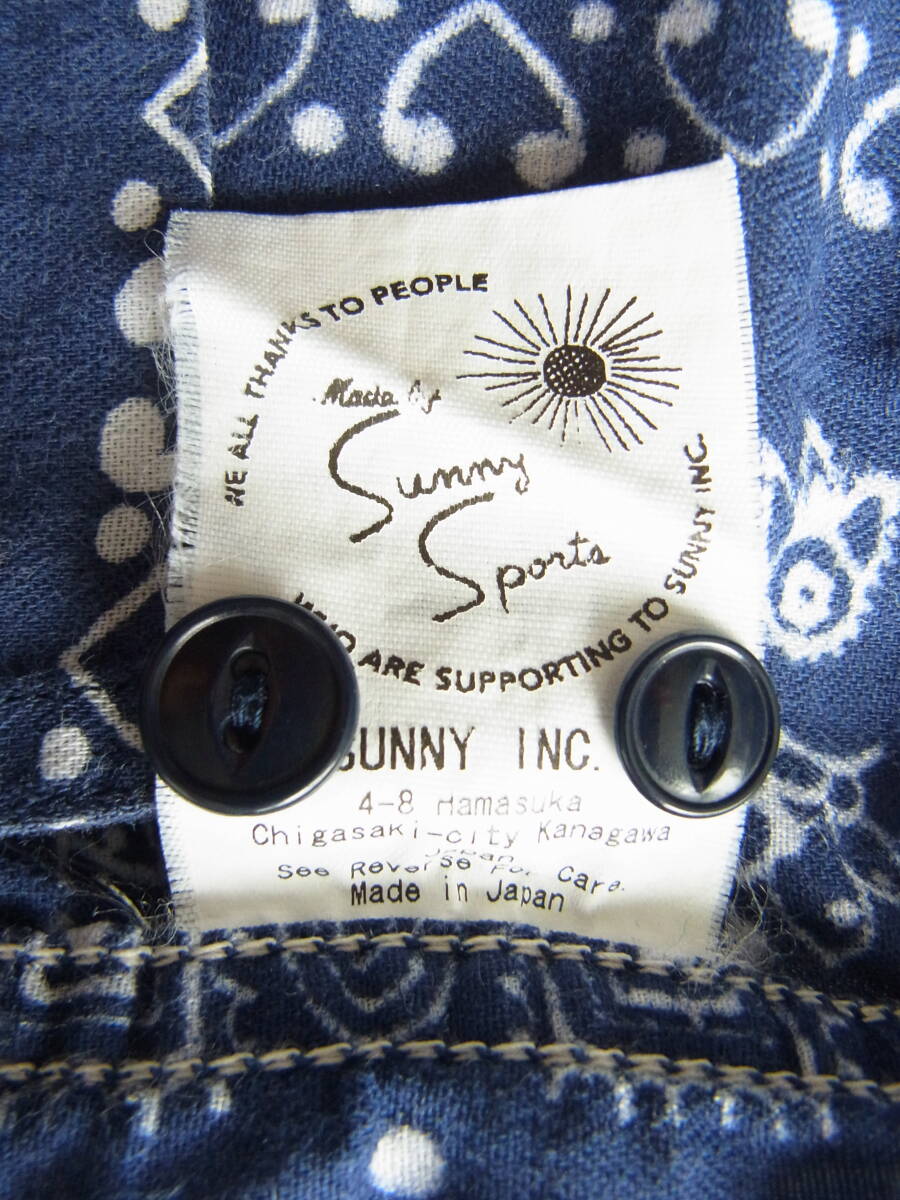 WE ALL THANKS TO PEOPLE
Made by
Sunny
Sports
WHO ARE SUPPORTING TO SUNNY INC.
SUNNY INC.
4-8 Hamasuka
Chigasaki-city Kanagawa
Japan
See Reverse For Care.
Made in Japan